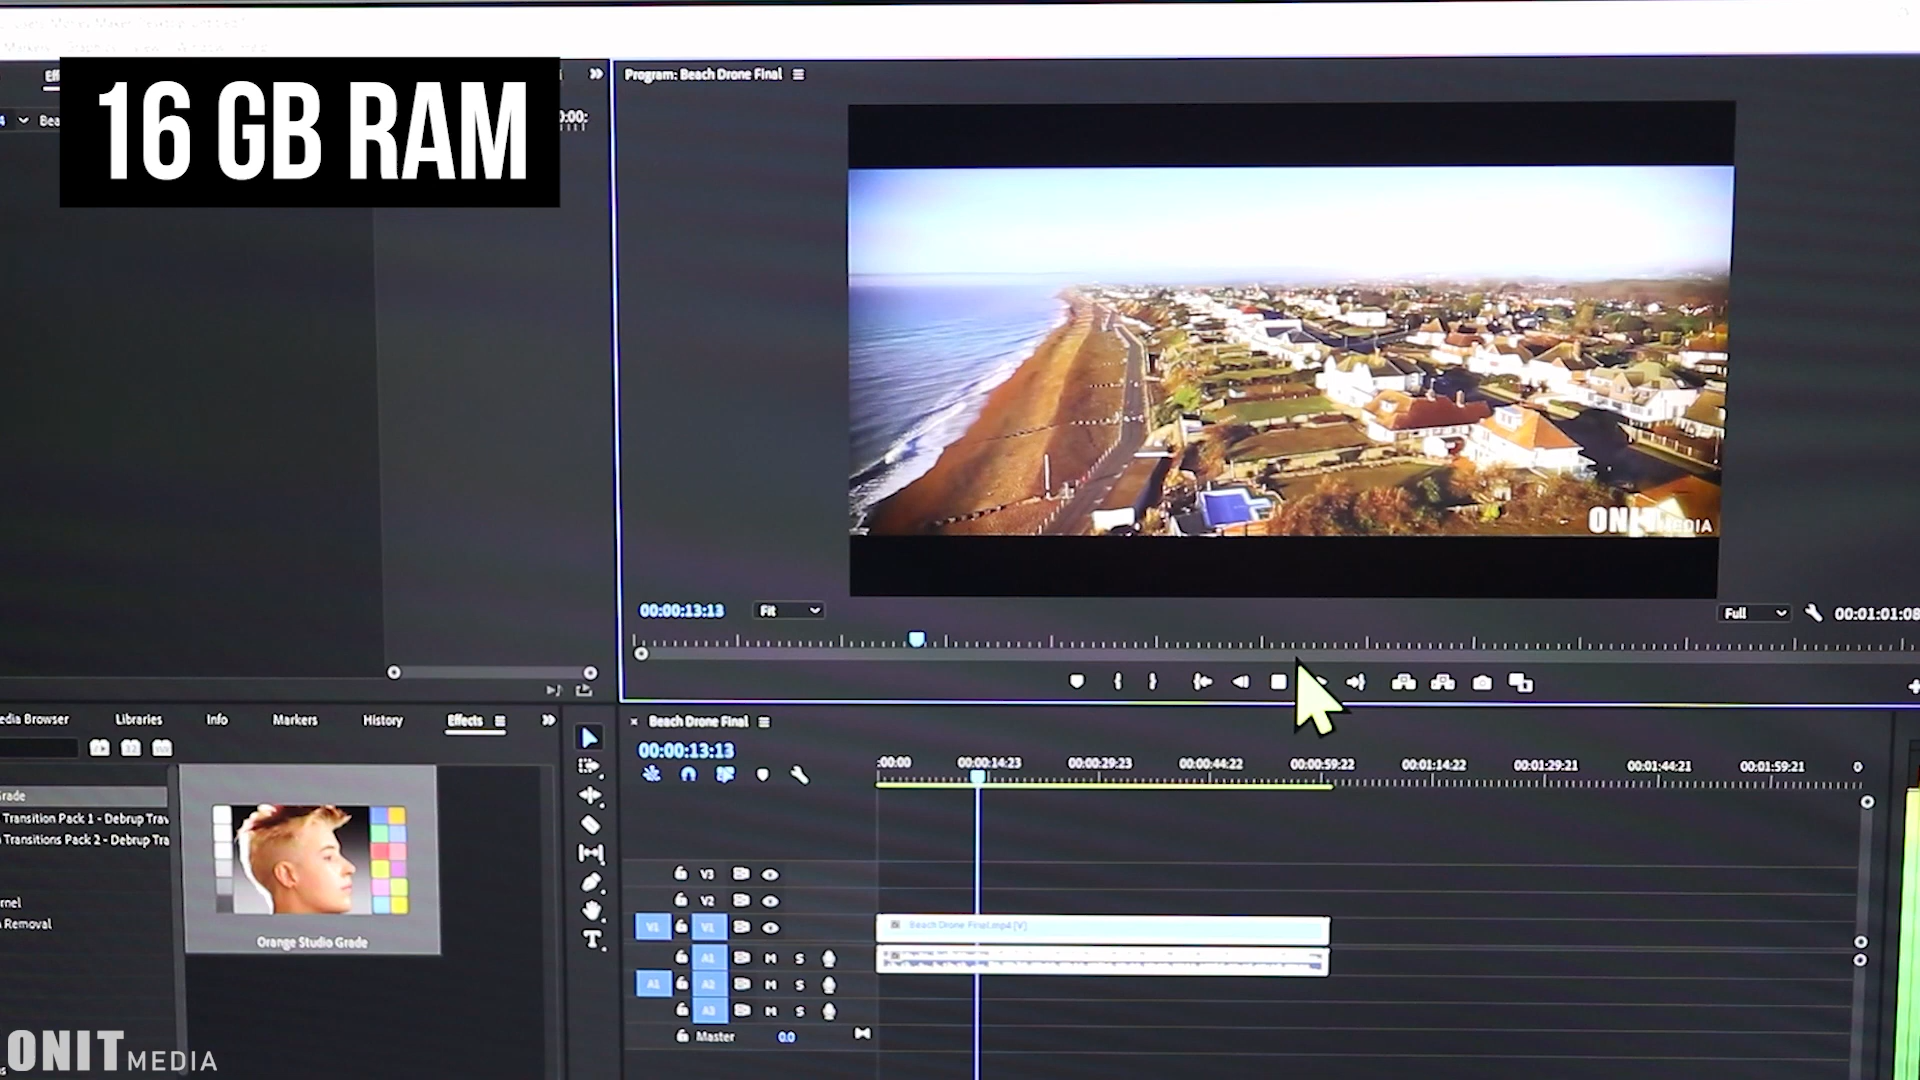 16 GB RAM
Program: Beach Drone Final
ONIT MEDIA
00:00:13:13
Fit
Full
00:01:01:08
Libraries
Info
Markers
History
Effects
Beach Drone Final
00:00:13:13
:00:00
00:00:14:23
00:00:29:23
00:00:44:22
00:00:59:22
00:01:14:22
00:01:29:21
00:01:44:21
00:01:59:21
Transition Pack 1 - Debrup Trav
Transitions Pack 2 - Debrup Tra
Removal
Orange Studio Grade
V3
V2
V1 V1
Beach Drone Final.mp4 [V]
A1 M S
A1 A2 M S
A3 M S
Master 0.0
ONIT MEDIA